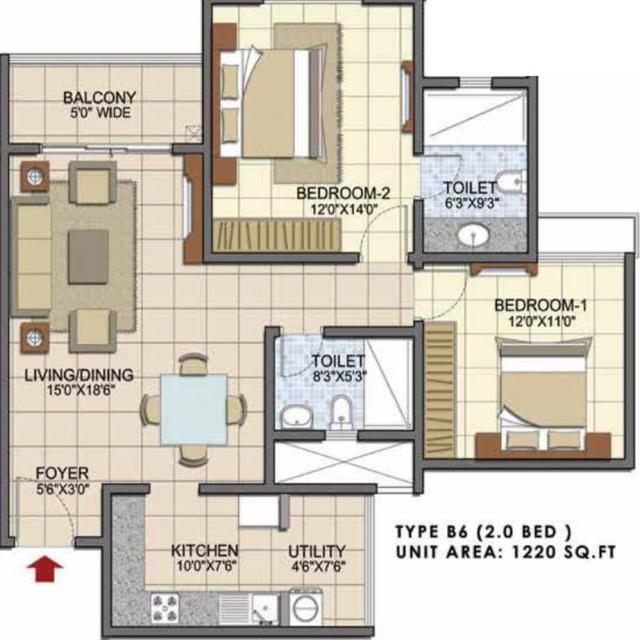 BALCONY
5'0" WIDE
BEDROOM-2
12'0"X14'0"
TOILET
6'3"X9'3"
BEDROOM-1
12'0"X11'0"
LIVING/DINING
15'0"X18'6"
TOILET
8'3"X5'3"
FOYER
5'6"X3'0"
KITCHEN
10'0"X7'6"
UTILITY
4'6"X7'6"
TYPE B6 (2.0 BED )
UNIT AREA: 1220 SQ.FT